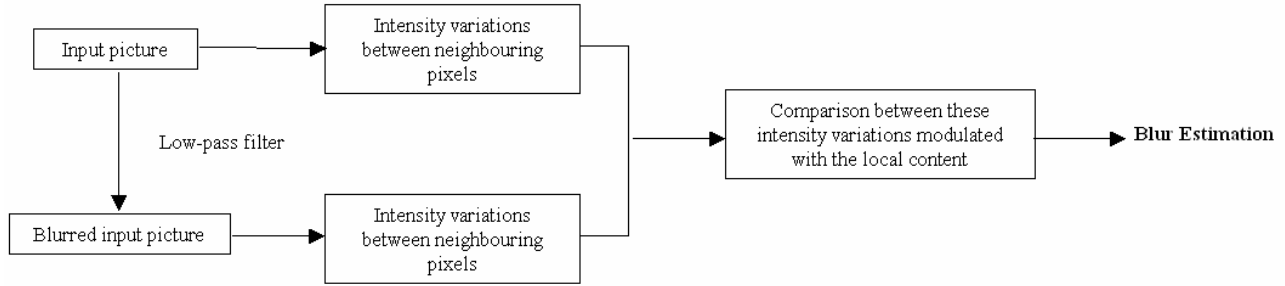 Input picture
Intensity variations
between neighbouring
pixels
Low-pass filter
Comparison between these
intensity variations modulated
with the local content
Blur Estimation
Blurred input picture
Intensity variations
between neighbouring
pixels